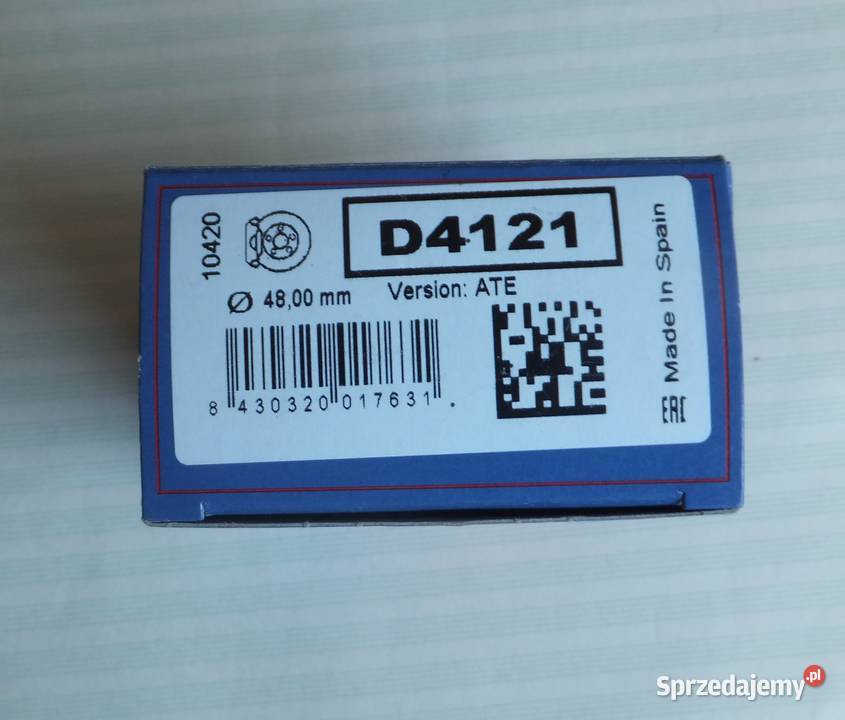 10420
D4121
Ø 48,00 mm
Version: ATE
8 430320 017631 .
Made In Spain
EAC
Sprzedajemy.pl